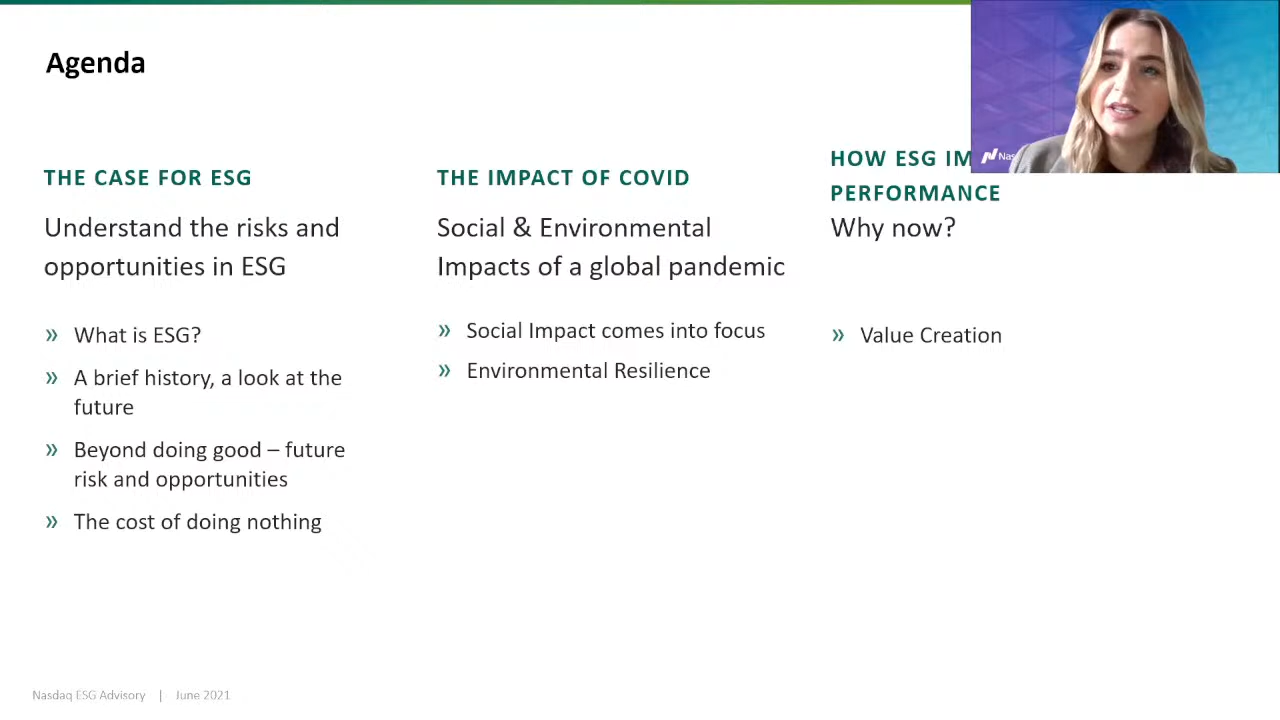 Agenda
THE CASE FOR ESG
Understand the risks and
opportunities in ESG
» What is ESG?
» A brief history, a look at the
future
» Beyond doing good – future
risk and opportunities
» The cost of doing nothing
THE IMPACT OF COVID
Social & Environmental
Impacts of a global pandemic
» Social Impact comes into focus
» Environmental Resilience
HOW ESG
PERFORMANCE
Why now?
» Value Creation
Nasdaq ESG Advisory | June 2021